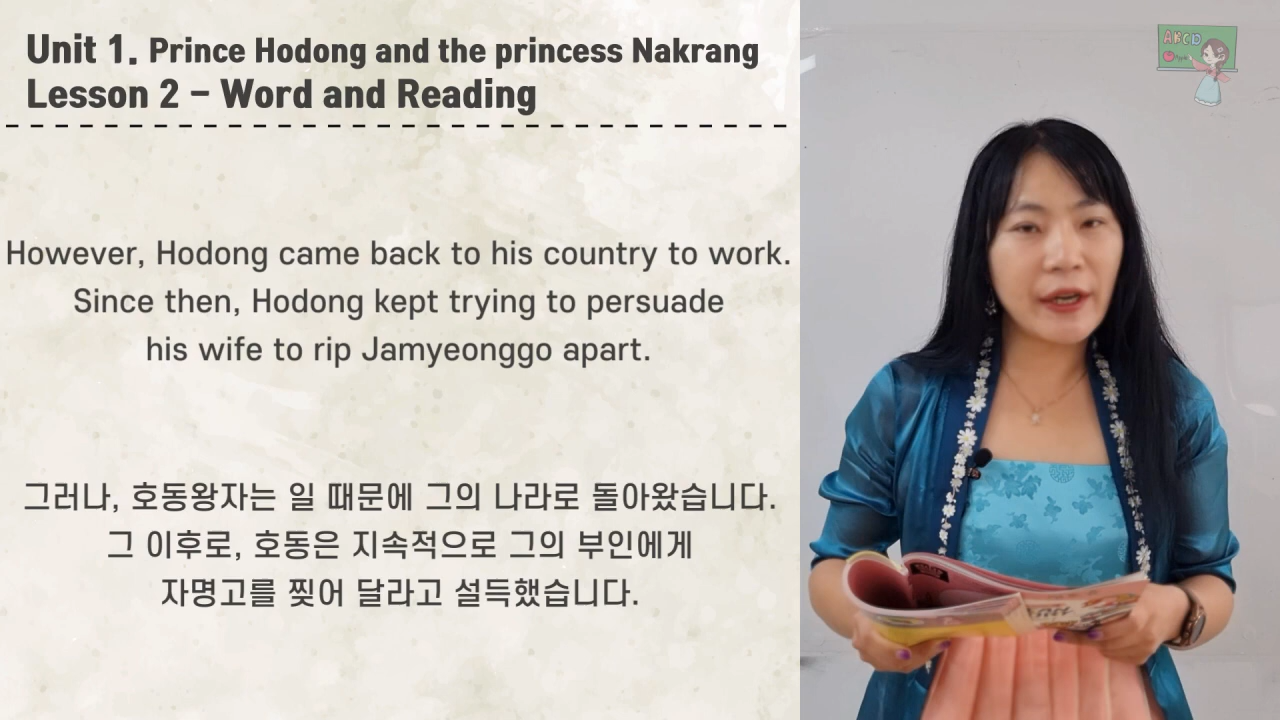 Unit 1. Prince Hodong and the princess Nakrang
Lesson 2 - Word and Reading
However, Hodong came back to his country to work.
Since then, Hodong kept trying to persuade
his wife to rip Jamyeonggo apart.
그러나, 호동왕자는 일 때문에 그의 나라로 돌아왔습니다.
그 이후로, 호동은 지속적으로 그의 부인에게
자명고를 찢어 달라고 설득했습니다.
ABCD
Apple